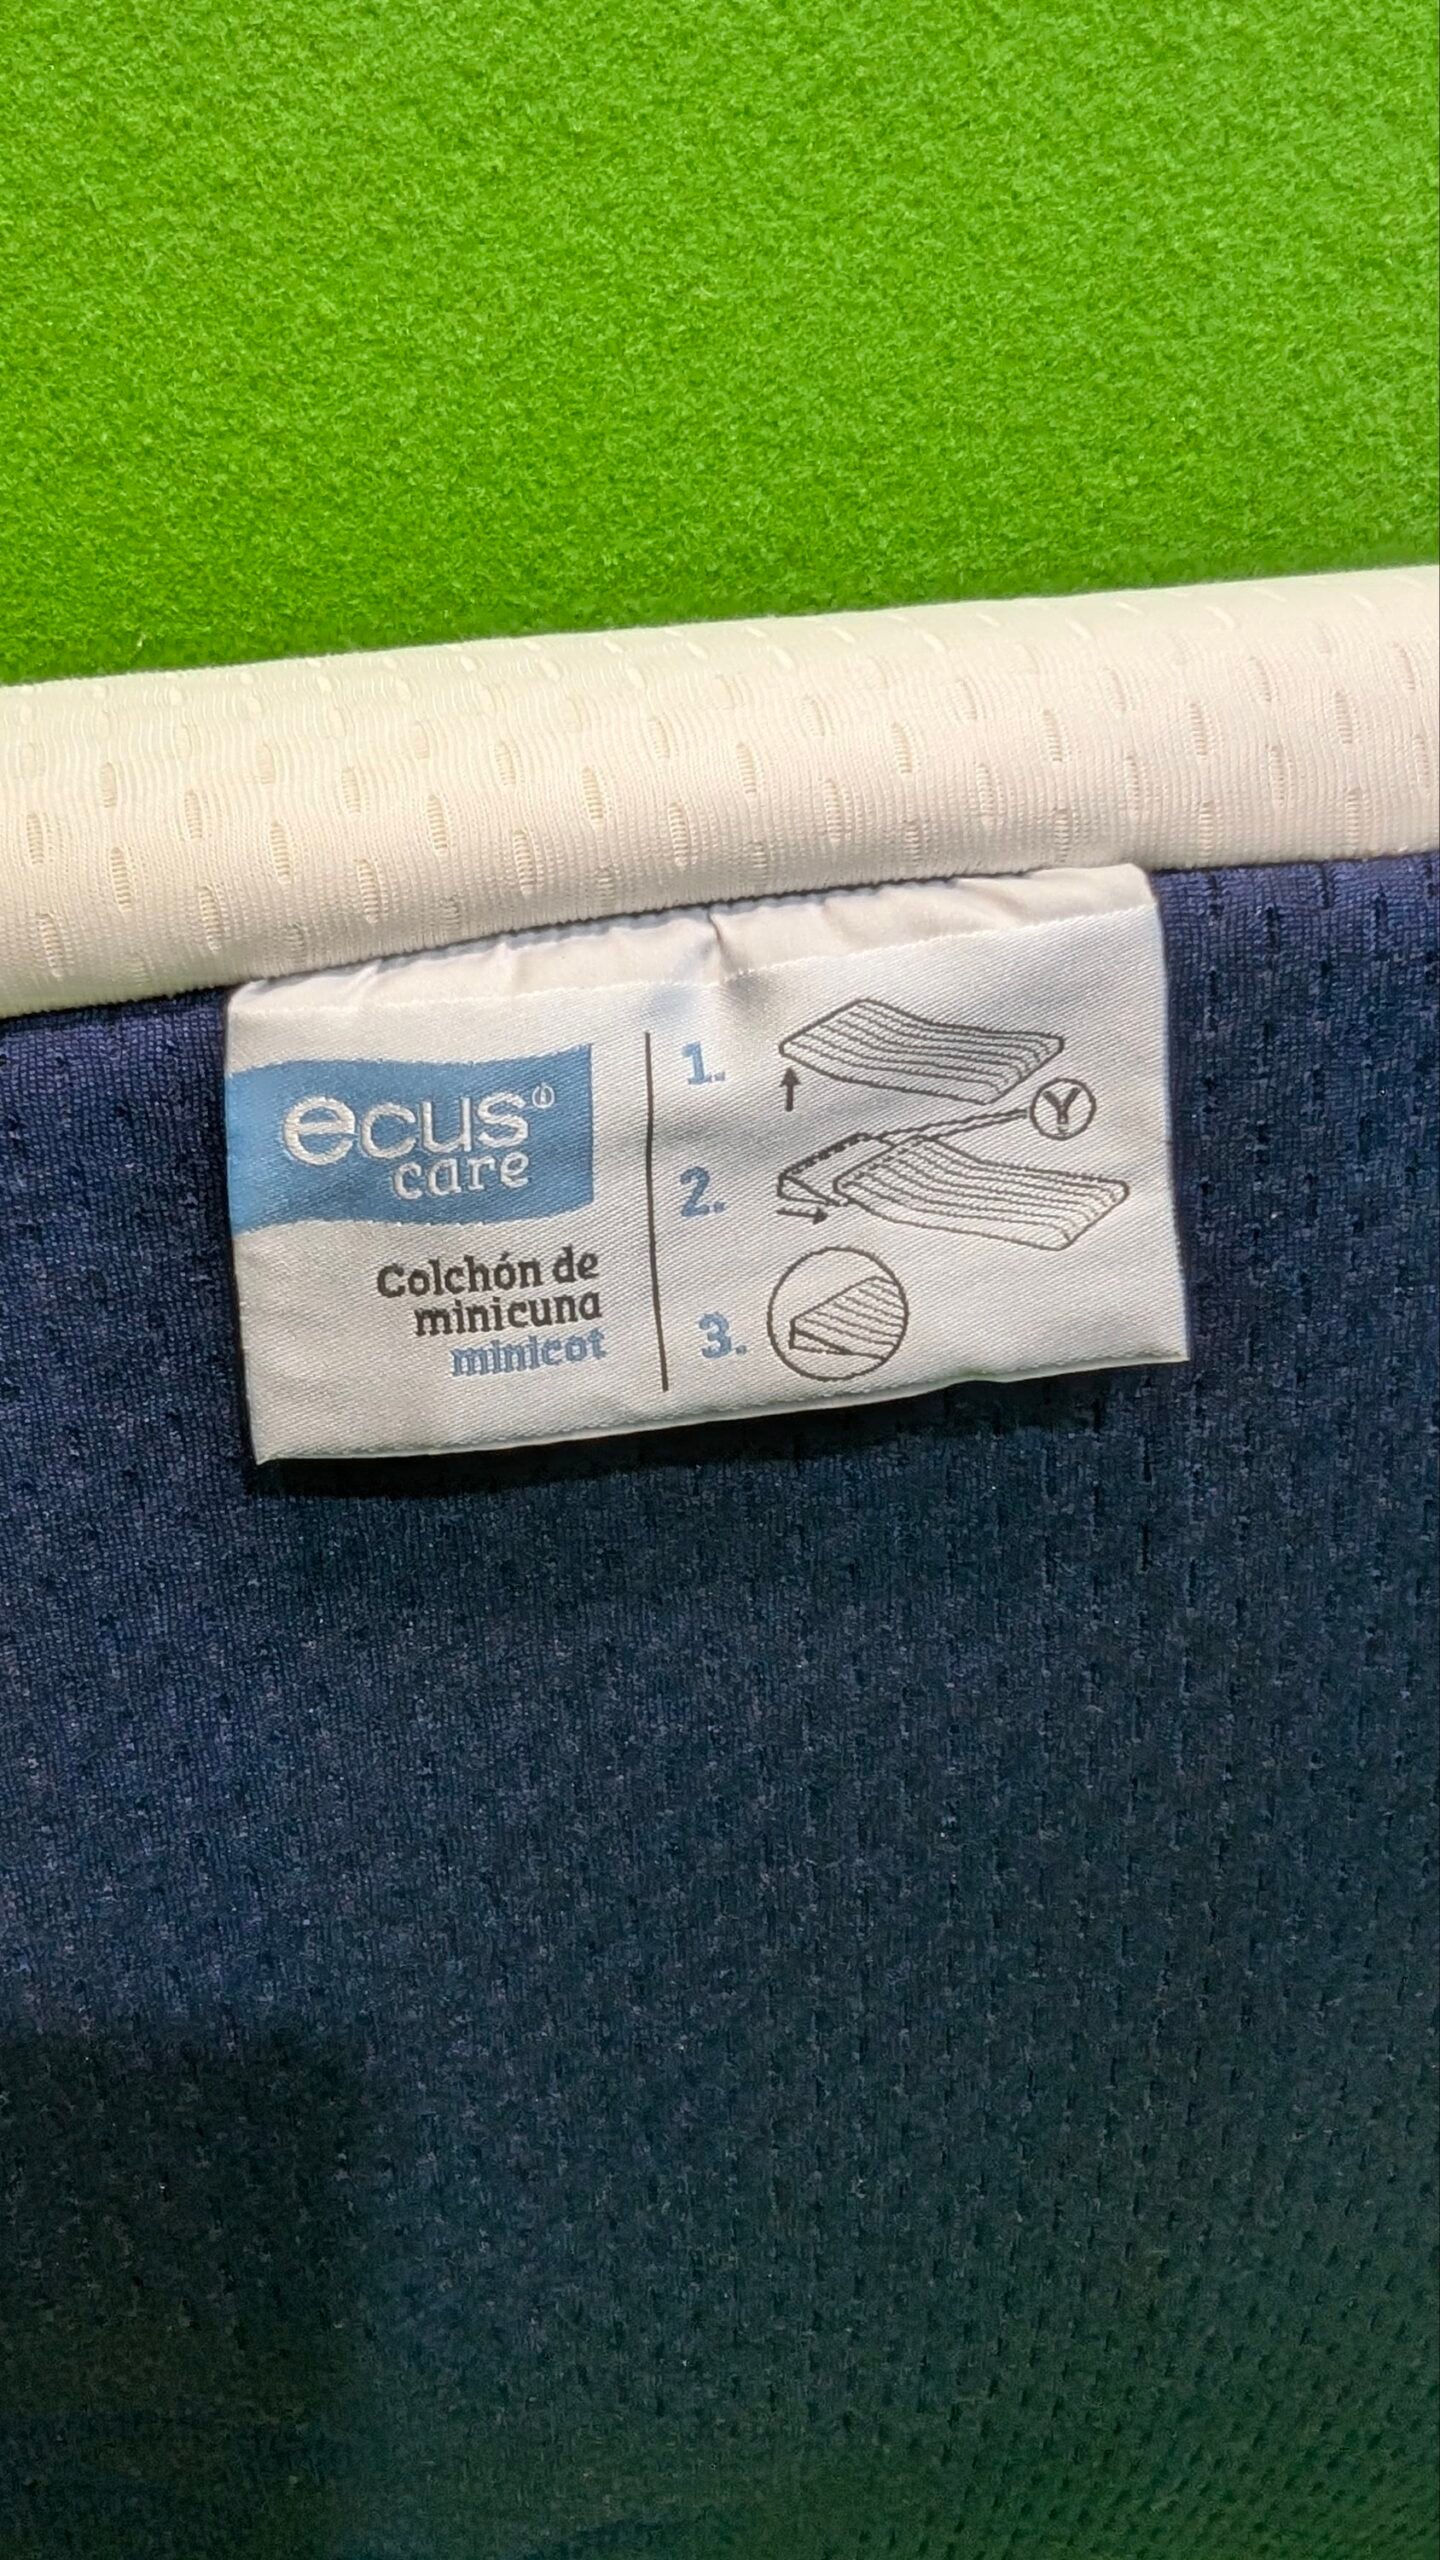 ecus
care
Colchón de
minicuna
minicot
1.
Y
2.
3.